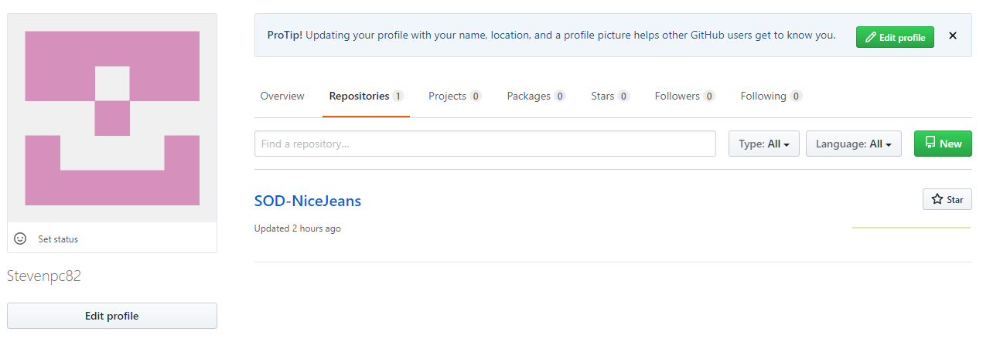 ProTip! Updating your profile with your name, location, and a profile picture helps other GitHub users get to know you.
Edit profile
Overview
Repositories 1
Projects 0
Packages 0
Stars 0
Followers 0
Following 0
Find a repository...
Type: All
Language: All
New
SOD-NiceJeans
Star
Updated 2 hours ago
Set status
Stevenpc82
Edit profile